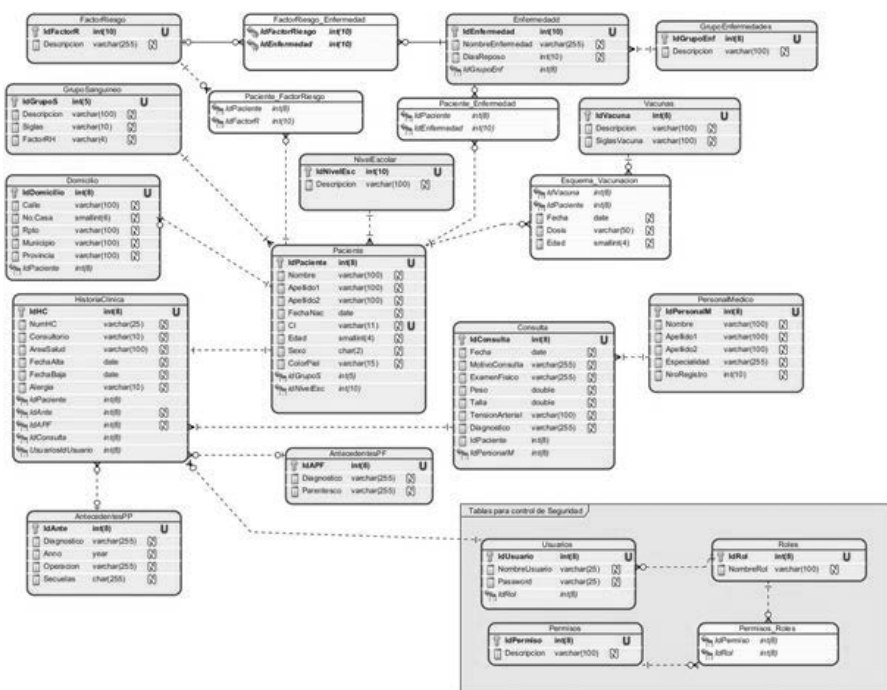 FactorRiesgo
IdFactorR int(10) U
Descripcion varchar(255) N
FactorRiesgo_Enfermedad
IdFactorRiesgo int(10)
IdEnfermedad int(10)
Enfermedadd
IdEnfermedad int(10) U
NombreEnfermedad varchar(255) N
DiasReposo int(10) N
IdGrupoEnf int(8)
GrupoEnfermedades
IdGrupoEnf int(8) U
Descripcion varchar(100) N
GrupoSanguineo
IdGrupoS int(5) U
Descripcion varchar(100) N
Siglas varchar(10) N
FactorRH varchar(4) N
Paciente_FactorRiesgo
IdPaciente int(8)
IdFactorR int(10)
Paciente_Enfermedad
IdPaciente int(8)
IdEnfermedad int(10)
Vacunas
IdVacuna int(8) U
Descripcion varchar(100) N
SiglasVacuna varchar(100) N
NivelEscolar
IdNivelEsc int(10) U
Descripcion varchar(100) N
Esquema_Vacunacion
IdVacuna int(8)
IdPaciente int(8)
Fecha date N
Dosis varchar(50) N
Edad smallint(4) N
Domicilio
IdDomicilio int(8) U
Calle varchar(100) N
No.Casa smallint(6) N
Rpto varchar(100) N
Municipio varchar(100) N
Provincia varchar(100) N
IdPaciente int(8)
Paciente
IdPaciente int(8) U
Nombre varchar(100) N
Apellido1 varchar(100) N
Apellido2 varchar(100) N
FechaNac date N
CI varchar(11) N U
Edad smallint(4) N
Sexo char(2) N
ColorPiel varchar(15) N
IdGrupoS int(5)
IdNivelEsc int(10)
HistoriaClinica
IdHC int(8) U
NumHC varchar(25) N
Consultorio varchar(10) N
AreaSalud varchar(100) N
FechaAlta date N
FechaBaja date N
Alergia varchar(10) N
IdPaciente int(8)
IdAnte int(8) N
IdAPF int(8) N
IdConsulta int(8)
UsuariosIdUsuario int(8)
Consulta
IdConsulta int(8) U
Fecha date N
MotivoConsulta varchar(255) N
ExamenFisico varchar(255) N
Peso double N
Talla double N
TensionArterial varchar(100) N
Diagnostico varchar(255) N
IdPaciente int(8)
IdPersonalM int(8)
PersonalMedico
IdPersonalM int(8) U
Nombre varchar(100) N
Apellido1 varchar(100) N
Apellido2 varchar(100) N
Especialidad varchar(255) N
NroRegistro int(10) N
AntecedentesPF
IdAPF int(8) U
Diagnostico varchar(255) N
Parentesco varchar(255) N
AntecedentesPP
IdAnte int(8) U
Diagnostico varchar(255) N
Anno year N
Operacion varchar(255) N
Secuelas char(255) N
Tablas para control de Seguridad
Usuarios
IdUsuario int(8) U
NombreUsuario varchar(25) N
Password varchar(25) N
IdRol int(8)
Roles
IdRol int(8) U
NombreRol varchar(100) N
Permisos
IdPermiso int(8) U
Descripcion varchar(100) N
Permisos_Roles
IdPermiso int(8)
IdRol int(8)